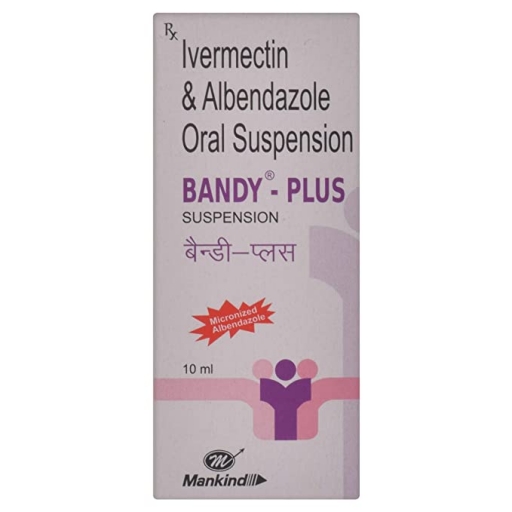 Rx
Ivermectin
& Albendazole
Oral Suspension
BANDY® - PLUS
SUSPENSION
बैन्डी–प्लस
Micronized
Albendazole
10 ml
m
Mankind